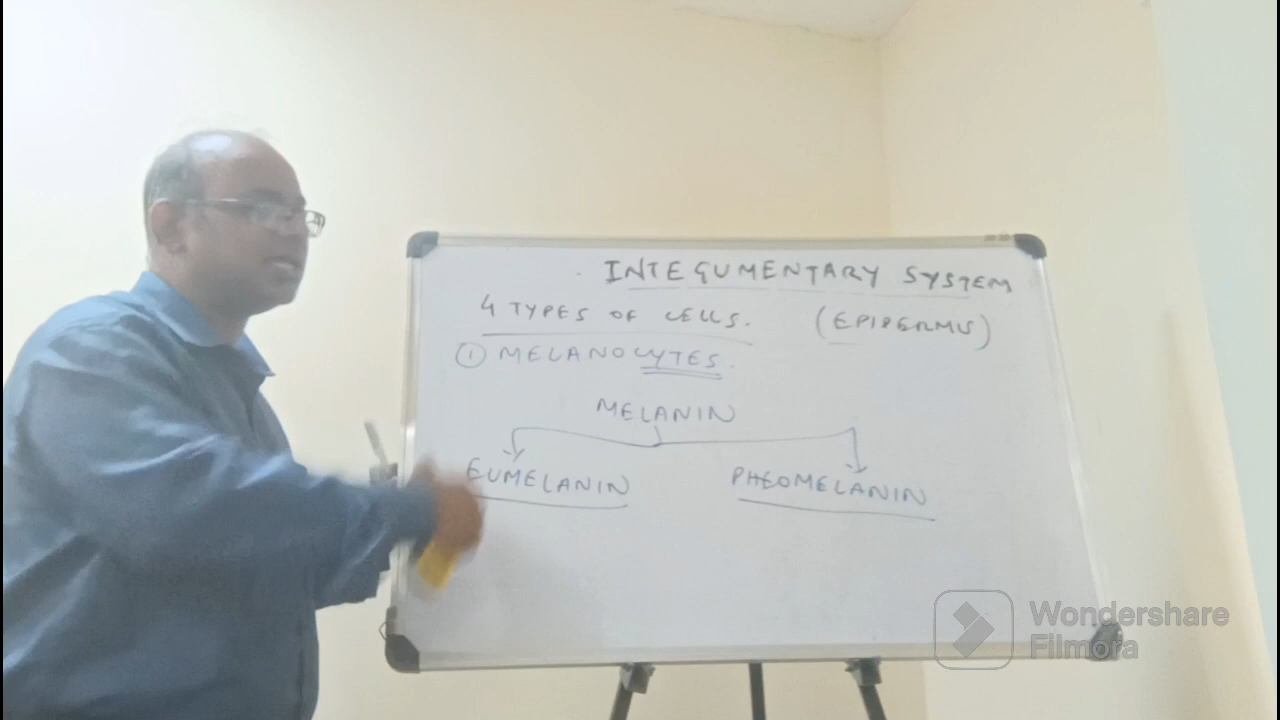 INTEGUMENTARY SYSTEM
4 TYPES OF CELLS. (EPIDERMIS)
① MELANOCYTES.
MELANIN
EUMELANIN PHEOMELANIN
Wondershare
Filmora